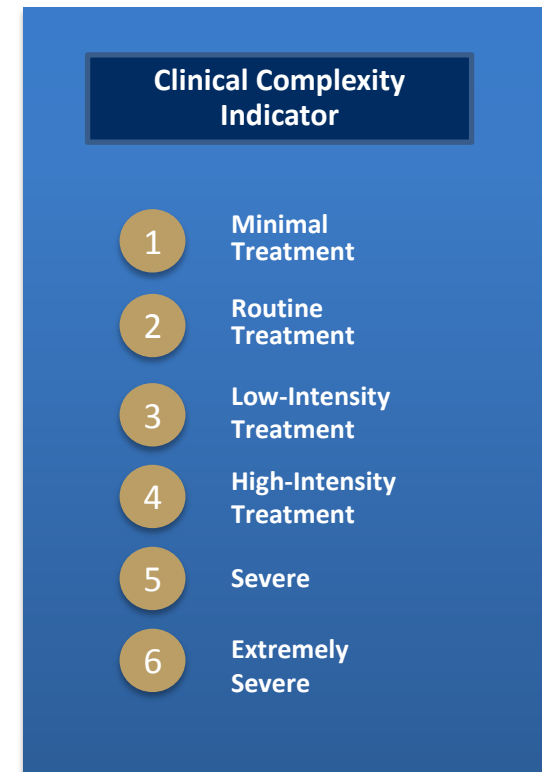 Clinical Complexity
Indicator
1
Minimal
Treatment
2
Routine
Treatment
3
Low-Intensity
Treatment
4
High-Intensity
Treatment
5
Severe
6
Extremely
Severe